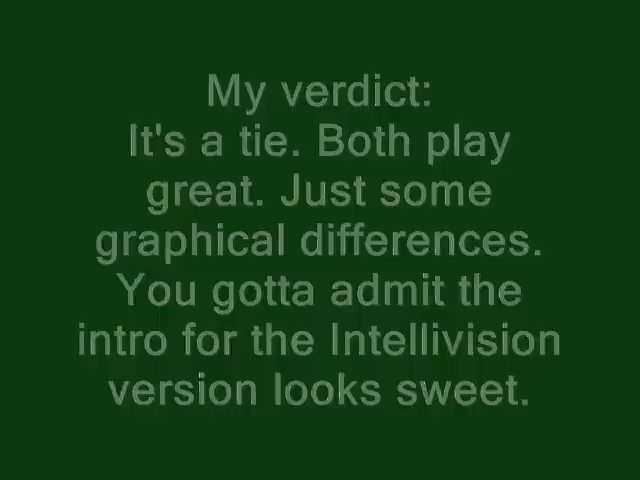 My verdict:
It's a tie. Both play
great. Just some
graphical differences.
You gotta admit the
intro for the Intellivision
version looks sweet.